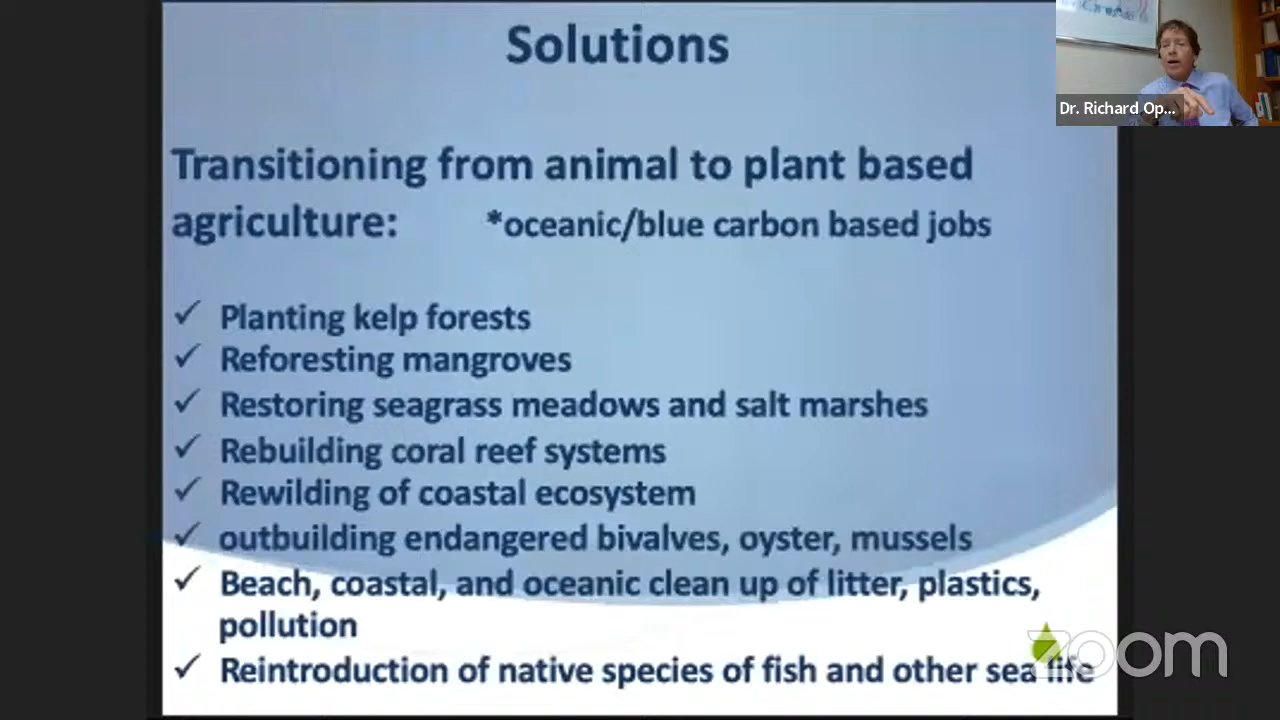 Solutions
Dr. Richard Op...
Transitioning from animal to plant based
agriculture: *oceanic/blue carbon based jobs
✓ Planting kelp forests
✓ Reforesting mangroves
✓ Restoring seagrass meadows and salt marshes
✓ Rebuilding coral reef systems
✓ Rewilding of coastal ecosystem
✓ outbuilding endangered bivalves, oyster, mussels
✓ Beach, coastal, and oceanic clean up of litter, plastics,
pollution
✓ Reintroduction of native species of fish and other sea life
zoom